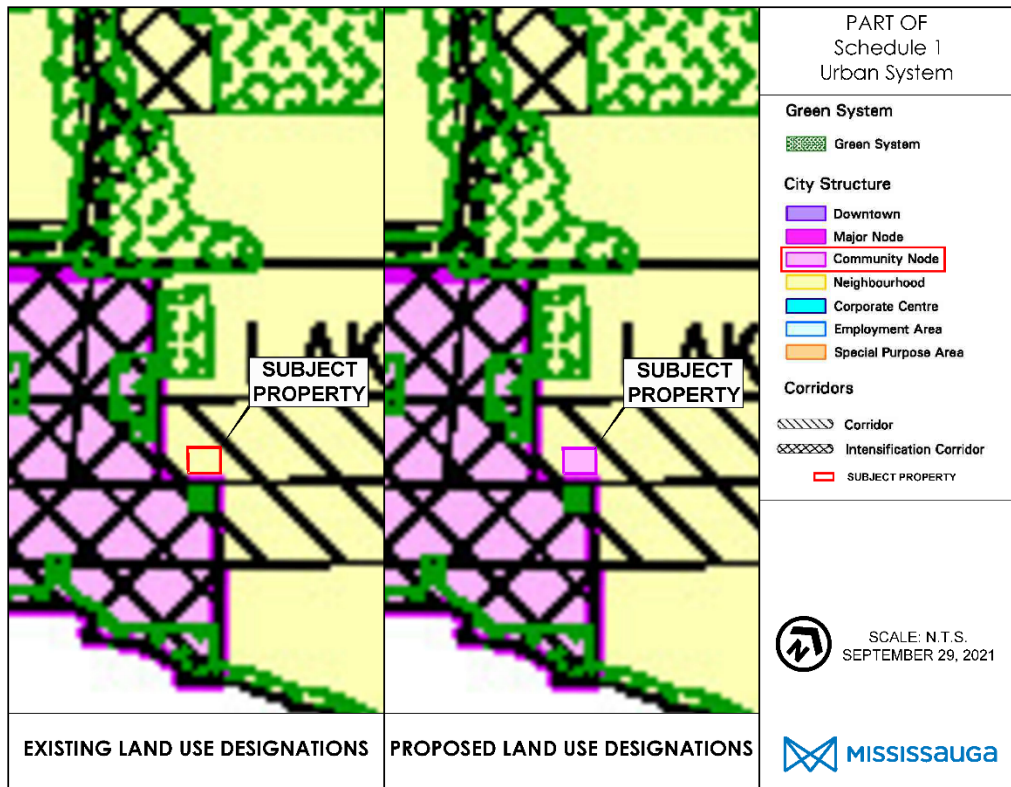 LAK
SUBJECT
PROPERTY
EXISTING LAND USE DESIGNATIONS
LAK
SUBJECT
PROPERTY
PROPOSED LAND USE DESIGNATIONS
PART OF
Schedule 1
Urban System
Green System
Green System
City Structure
Downtown
Major Node
Community Node
Neighbourhood
Corporate Centre
Employment Area
Special Purpose Area
Corridors
Corridor
Intensification Corridor
SUBJECT PROPERTY
N
SCALE: N.T.S.
SEPTEMBER 29, 2021
MISSISSAUGA